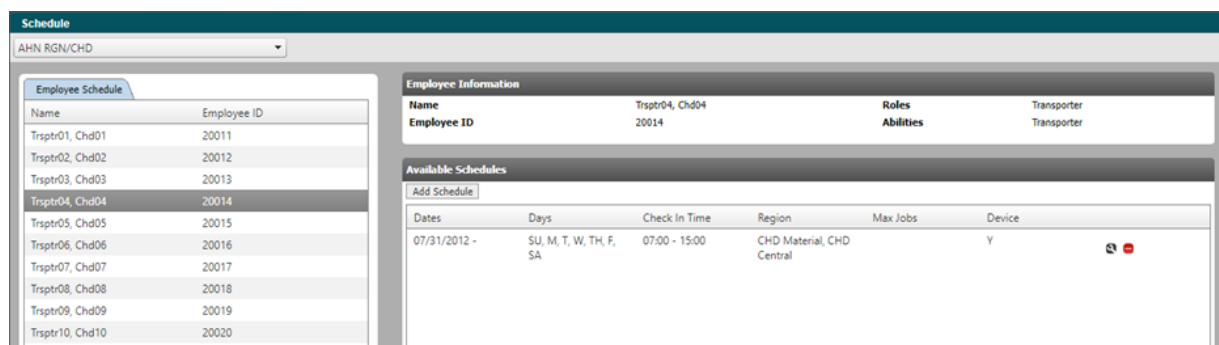 Schedule
AHN RGN/CHD
Employee Schedule
Name Employee ID
Trsptr01, Chd01 20011
Trsptr02, Chd02 20012
Trsptr03, Chd03 20013
Trsptr04, Chd04 20014
Trsptr05, Chd05 20015
Trsptr06, Chd06 20016
Trsptr07, Chd07 20017
Trsptr08, Chd08 20018
Trsptr09, Chd09 20019
Trsptr10, Chd10 20020
Employee Information
Name Trsptr04, Chd04 Roles Transporter
Employee ID 20014 Abilities Transporter
Available Schedules
Add Schedule
Dates Days Check In Time Region Max Jobs Device
07/31/2012 - SU, M, T, W, TH, F, 07:00 - 15:00 CHD Material, CHD Y
SA Central